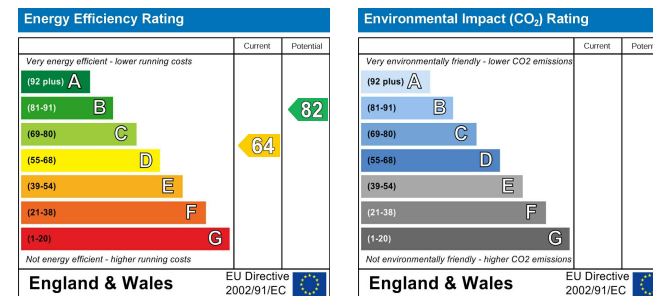 Energy Efficiency Rating
Current Potential
Very energy efficient - lower running costs
(92 plus) A
(81-91) B
82
(69-80) C
64
(55-68) D
(39-54) E
(21-38) F
(1-20) G
Not energy efficient - higher running costs
England & Wales
EU Directive
2002/91/EC
Environmental Impact (CO₂) Rating
Current Potent
Very environmentally friendly - lower CO2 emissions
(92 plus) A
(81-91) B
(69-80) C
(55-68) D
(39-54) E
(21-38) F
(1-20) G
Not environmentally friendly - higher CO2 emissions
England & Wales
EU Directive
2002/91/EC